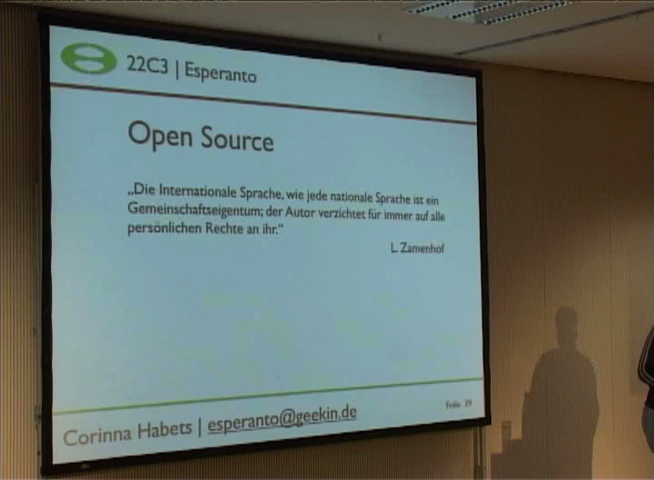 22C3 | Esperanto
Open Source
„Die Internationale Sprache, wie jede nationale Sprache ist ein
Gemeinschaftseigentum; der Autor verzichtet für immer auf alle
persönlichen Rechte an ihr.“
L. Zamenhof
Corinna Habets | esperanto@geekin.de
Folie 39